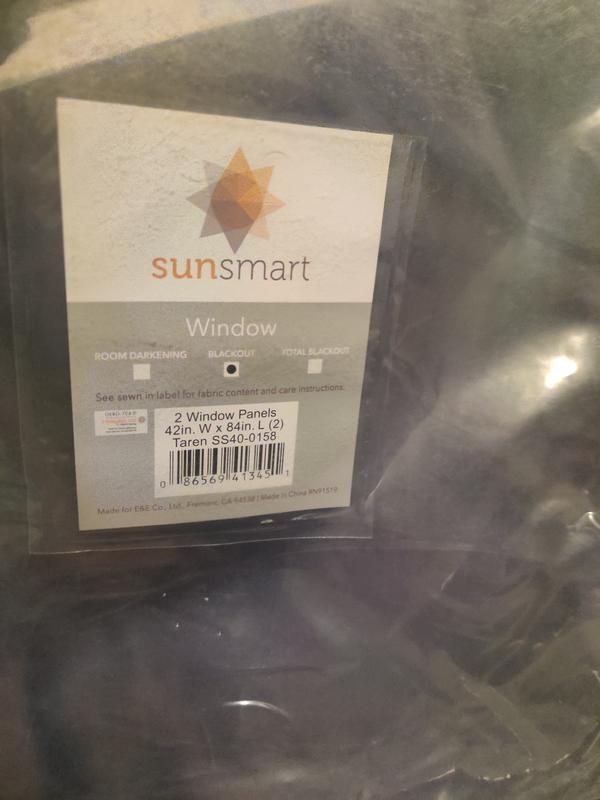 sunsmart
Window
ROOM DARKENING BLACKOUT TOTAL BLACKOUT
See sewn in label for fabric content and care instructions.
OEKO-TEX®
2 Window Panels
42in. W x 84in. L (2)
Taren SS40-0158
0 86569 41345 1
Made for E&E Co., Ltd., Fremont, CA 94538 | Made in China RN91519